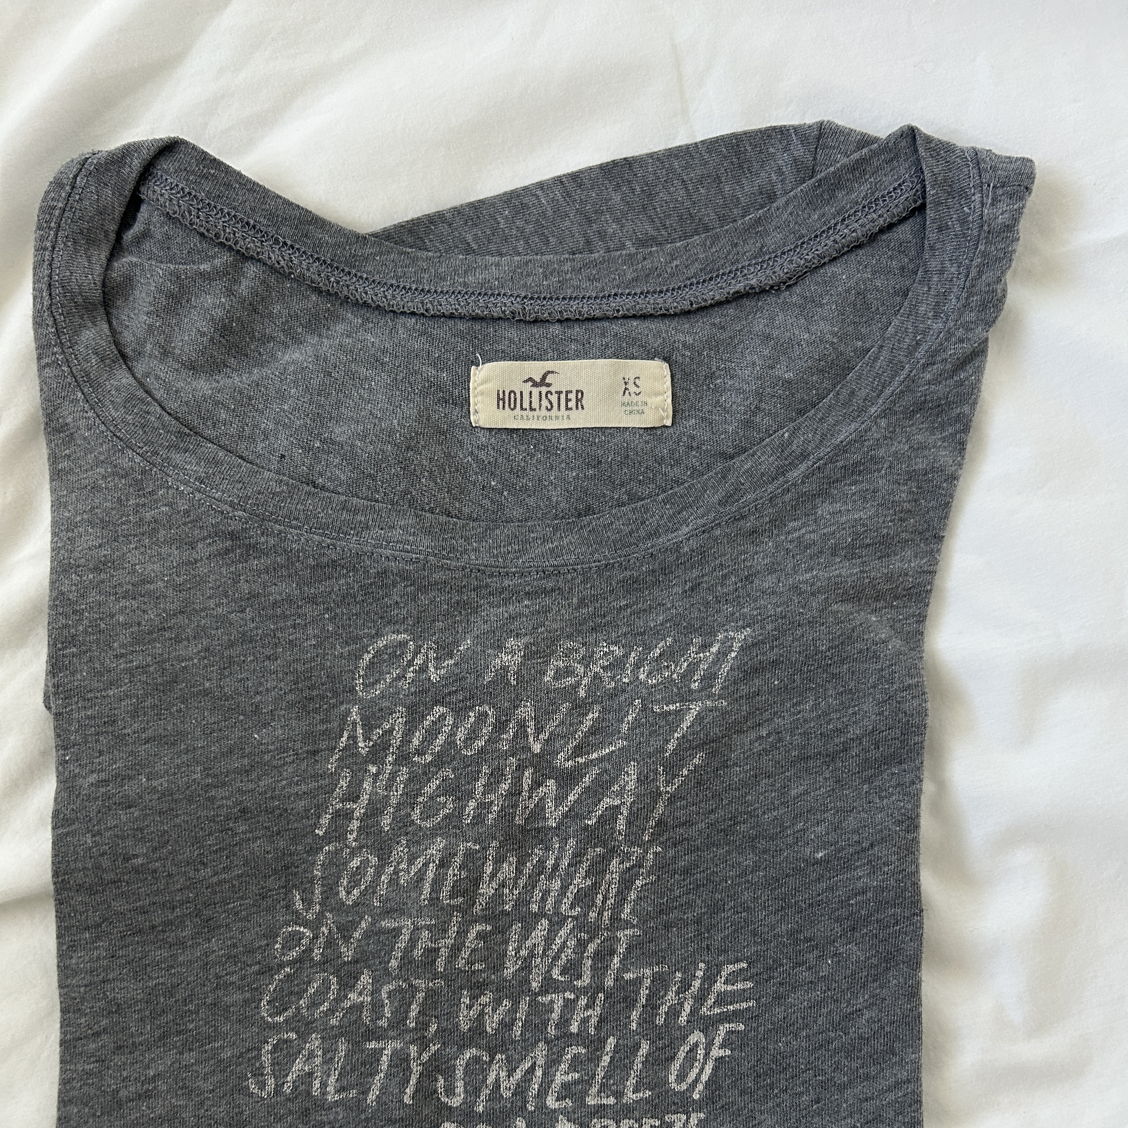 HOLLISTER
CALIFORNIA
XS
MADE IN
CHINA
ON A BRIGHT
MOONLIT
HIGHWAY
SOMEWHERE
ON THE WEST
COAST, WITH THE
SALTY SMELL OF